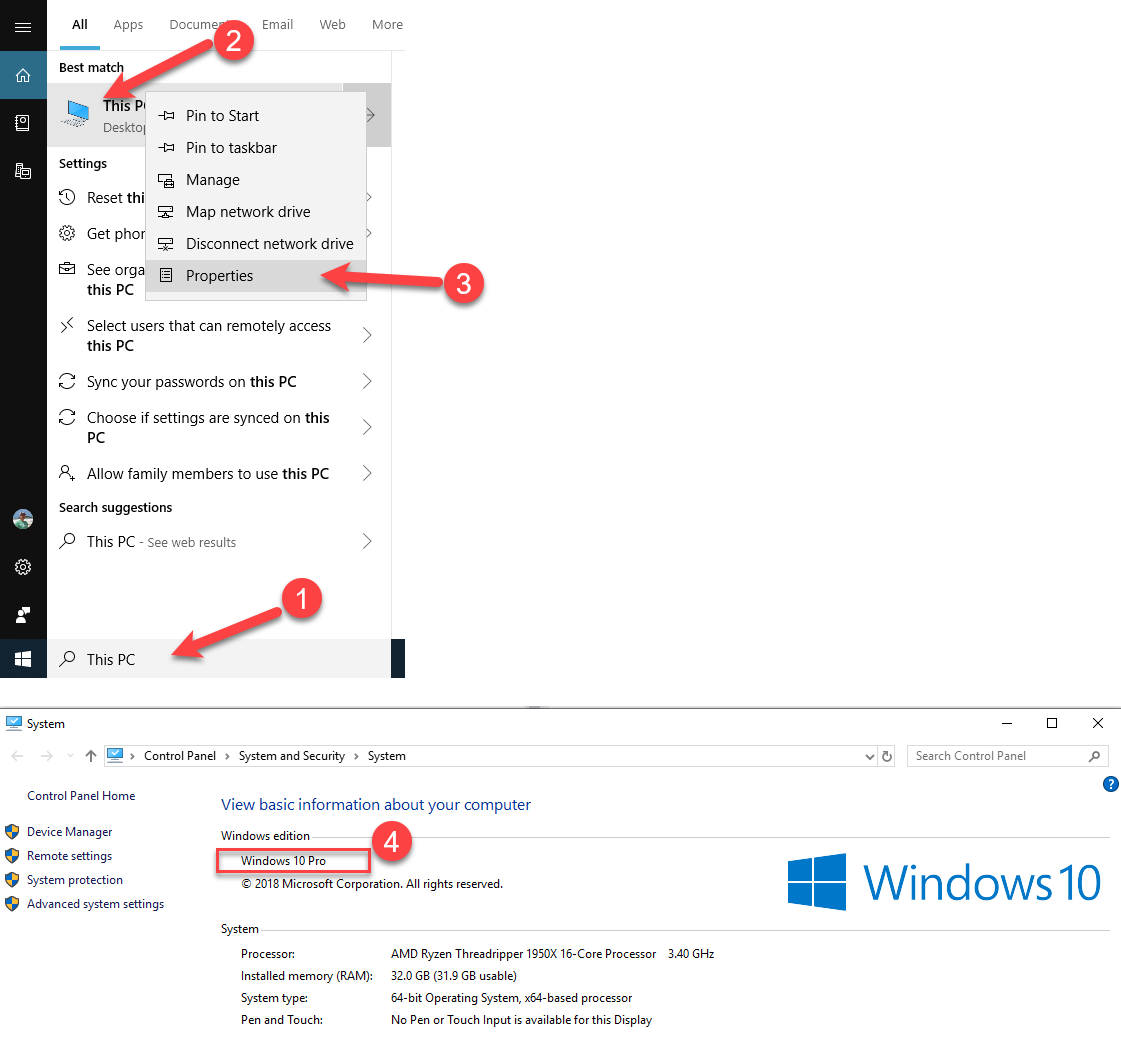 All Apps Documen Email Web More
2
Best match
This P
Desktop
Pin to Start
Pin to taskbar
Manage
Map network drive
Disconnect network drive
Properties
3
Settings
Reset thi
Get phon
See orga
this PC
Select users that can remotely access
this PC
Sync your passwords on this PC
Choose if settings are synced on this
PC
Allow family members to use this PC
Search suggestions
This PC - See web results
1
This PC
System
Control Panel > System and Security > System
Search Control Panel
?
Control Panel Home
Device Manager
Remote settings
System protection
Advanced system settings
View basic information about your computer
Windows edition
4
Windows 10 Pro
© 2018 Microsoft Corporation. All rights reserved.
Windows 10
System
Processor: AMD Ryzen Threadripper 1950X 16-Core Processor 3.40 GHz
Installed memory (RAM): 32.0 GB (31.9 GB usable)
System type: 64-bit Operating System, x64-based processor
Pen and Touch: No Pen or Touch Input is available for this Display